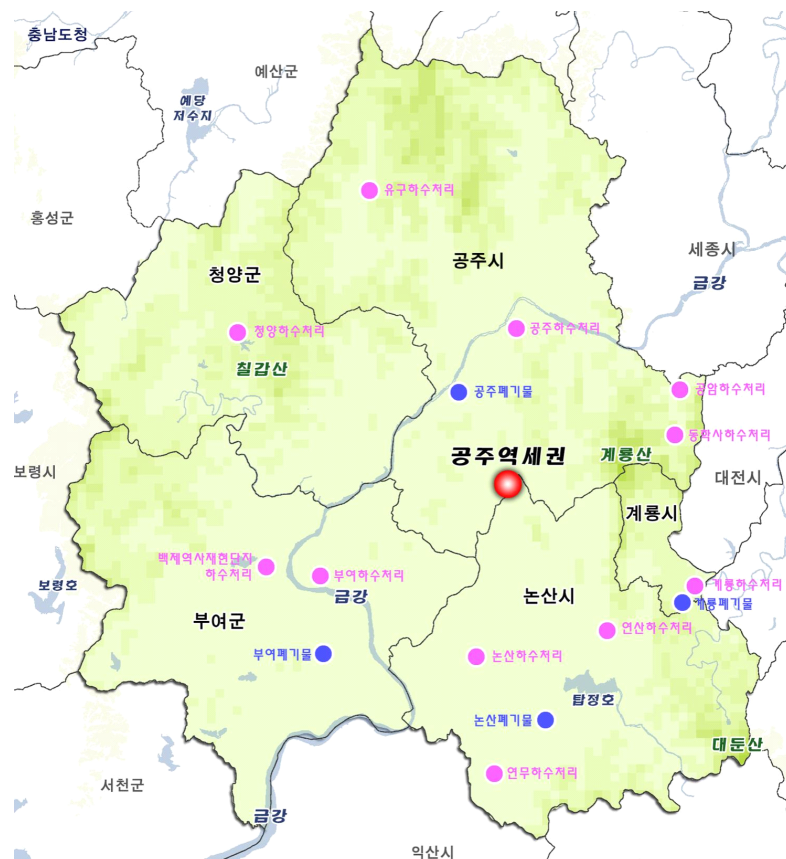 충남도청
예산군
예당
저수지
유구하수처리
홍성군
공주시
세종시
청양군
금강
청양하수처리
공주하수처리
칠갑산
공주폐기물
공암하수처리
동학사하수처리
공주역세권
계룡산
보령시
대전시
계룡시
백제역사재현단지
하수처리
부여하수처리
보령호
금강
논산시
계룡하수처리
계룡폐기물
부여군
연산하수처리
부여폐기물
논산하수처리
탑정호
논산폐기물
대둔산
연무하수처리
서천군
금강
익산시